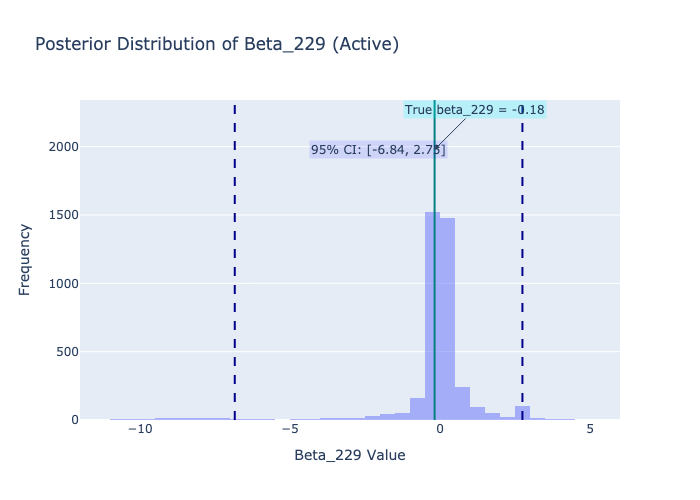 Posterior Distribution of Beta_229 (Active)
True beta_229 = -0.18
95% CI: [-6.84, 2.75]
Frequency
2000
1500
1000
500
0
−10
−5
0
5
Beta_229 Value